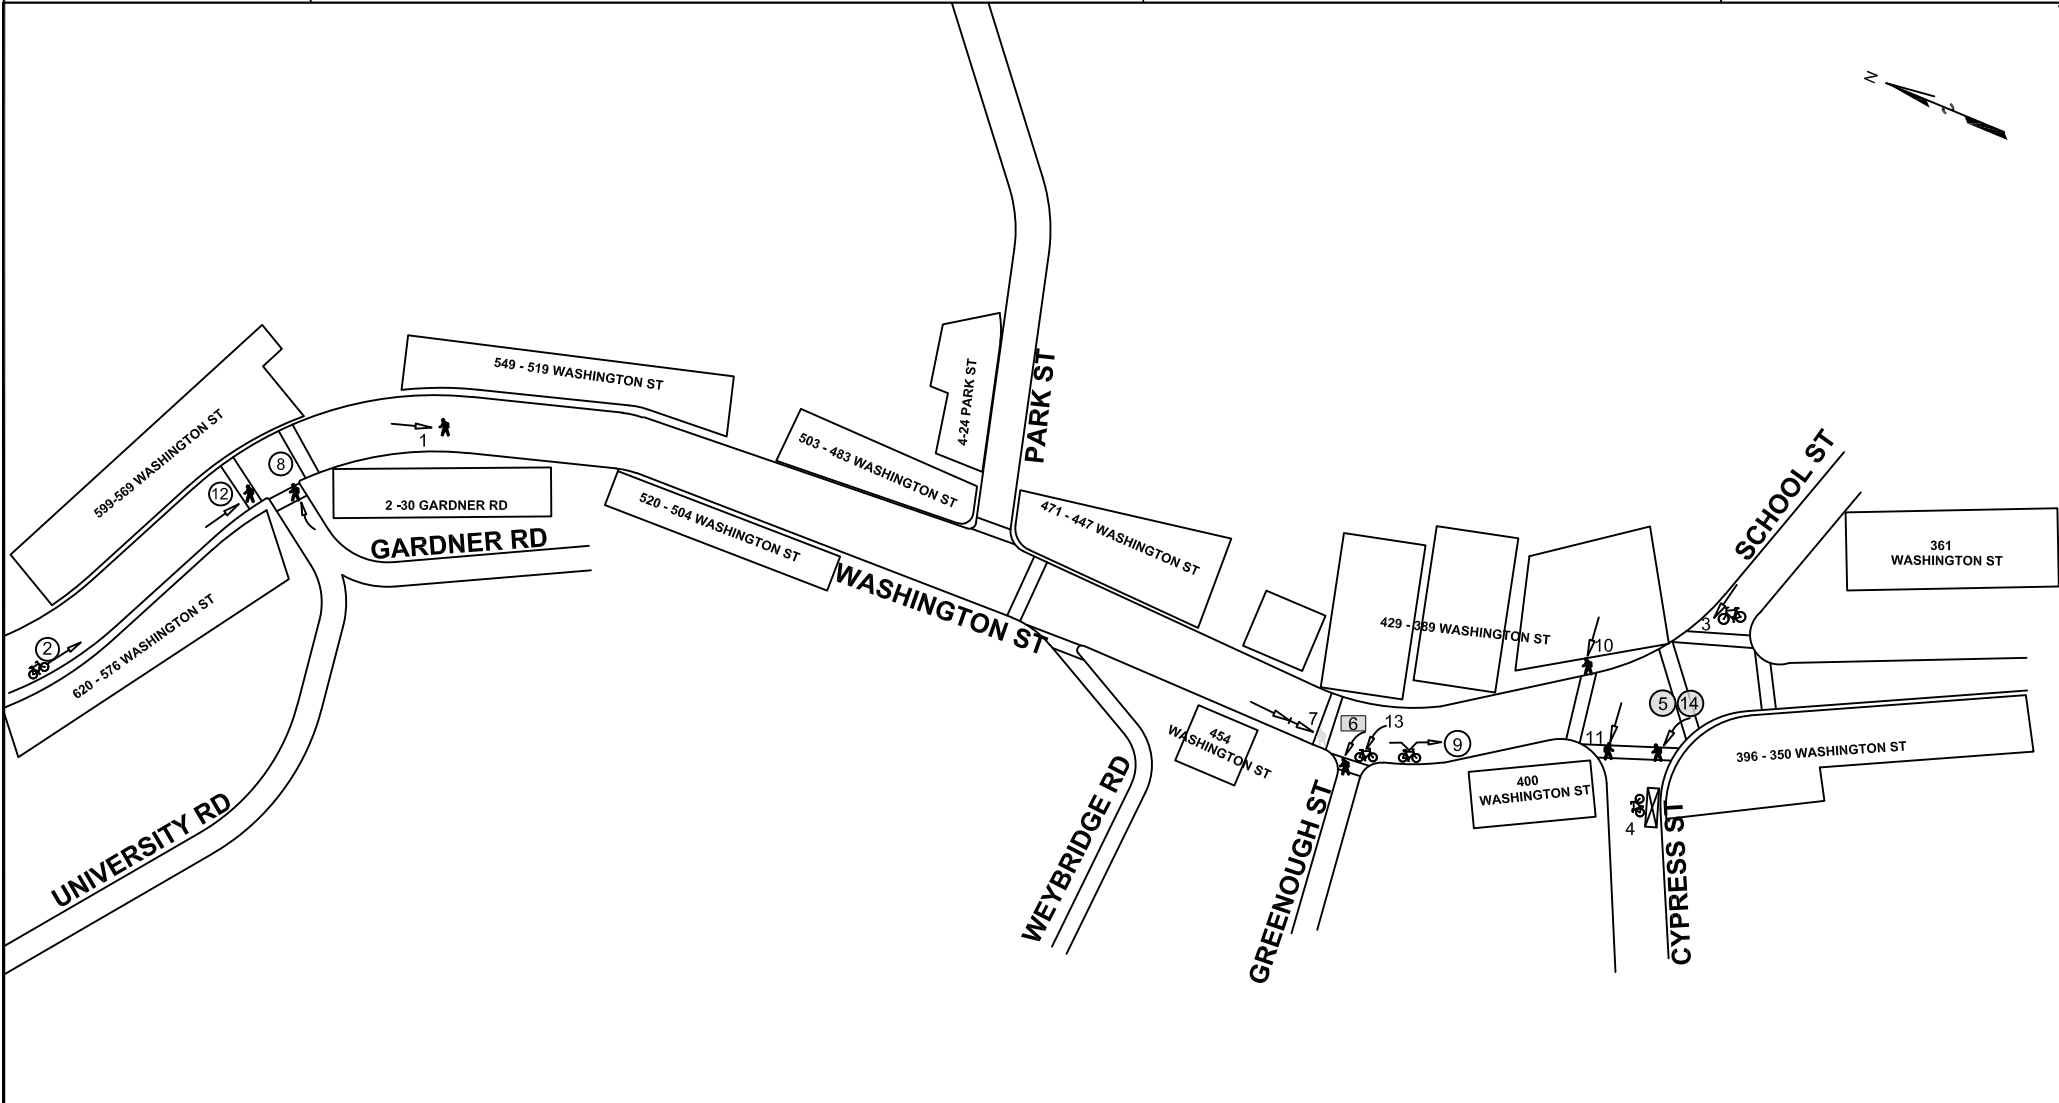 N
599-569 WASHINGTON ST
549 - 519 WASHINGTON ST
4-24 PARK ST
PARK ST
503 - 483 WASHINGTON ST
1
8
12
2 -30 GARDNER RD
GARDNER RD
520 - 504 WASHINGTON ST
471 - 447 WASHINGTON ST
WASHINGTON ST
SCHOOL ST
361
WASHINGTON ST
2
620 - 576 WASHINGTON ST
429 - 389 WASHINGTON ST
3
10
5
14
7
6
13
9
11
454
WASHINGTON ST
396 - 350 WASHINGTON ST
400
WASHINGTON ST
4
UNIVERSITY RD
WEYBRIDGE RD
GREENOUGH ST
CYPRESS ST